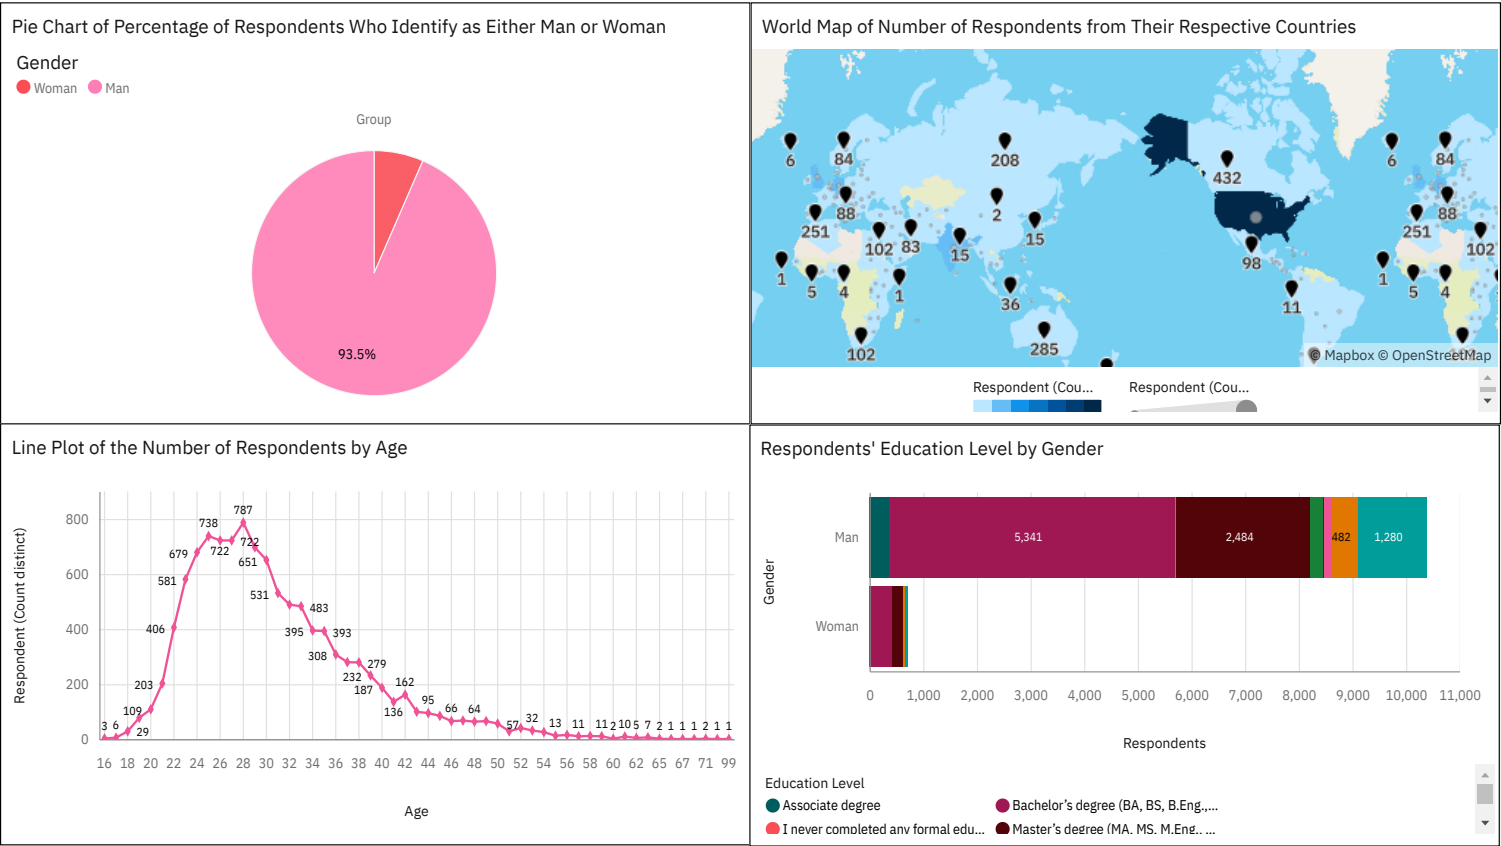 Pie Chart of Percentage of Respondents Who Identify as Either Man or Woman
Gender
Woman Man
Group
93.5%
World Map of Number of Respondents from Their Respective Countries
6 84 208 432 6 84
88 2 88
251 102 83 15 15 98 251 102
1 5 4 1 36 11 1 5 4
102 285
© Mapbox © OpenStreetMap
Respondent (Cou... Respondent (Cou...
Line Plot of the Number of Respondents by Age
Respondent (Count distinct)
800
600
400
200
0
3 6 29 109 203 406 581 679 738 722 787 722 651 531 483 395 393 308 279 232 187 136 162 95 66 64 57 32 13 11 11 2 10 5 7 2 1 1 1 2 1 1
16 18 20 22 24 26 28 30 32 34 36 38 40 42 44 46 48 50 52 54 56 58 60 62 65 67 71 99
Age
Respondents' Education Level by Gender
Gender
Man
5,341 2,484 482 1,280
Woman
0 1,000 2,000 3,000 4,000 5,000 6,000 7,000 8,000 9,000 10,000 11,000
Respondents
Education Level
Associate degree Bachelor’s degree (BA, BS, B.Eng.,...
I never completed any formal edu... Master’s degree (MA, MS, M.Eng., ...